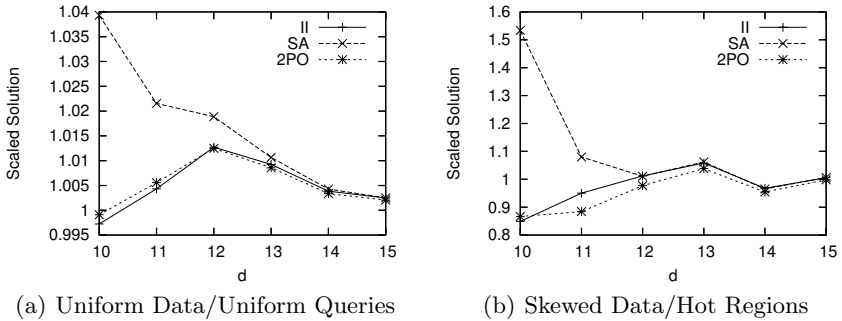 1.04
1.035
1.03
1.025
1.02
1.015
1.01
1.005
1
0.995
Scaled Solution
II
SA
2PO
10 11 12 13 14 15
d
(a) Uniform Data/Uniform Queries
1.6
1.5
1.4
1.3
1.2
1.1
1
0.9
0.8
Scaled Solution
II
SA
2PO
10 11 12 13 14 15
d
(b) Skewed Data/Hot Regions